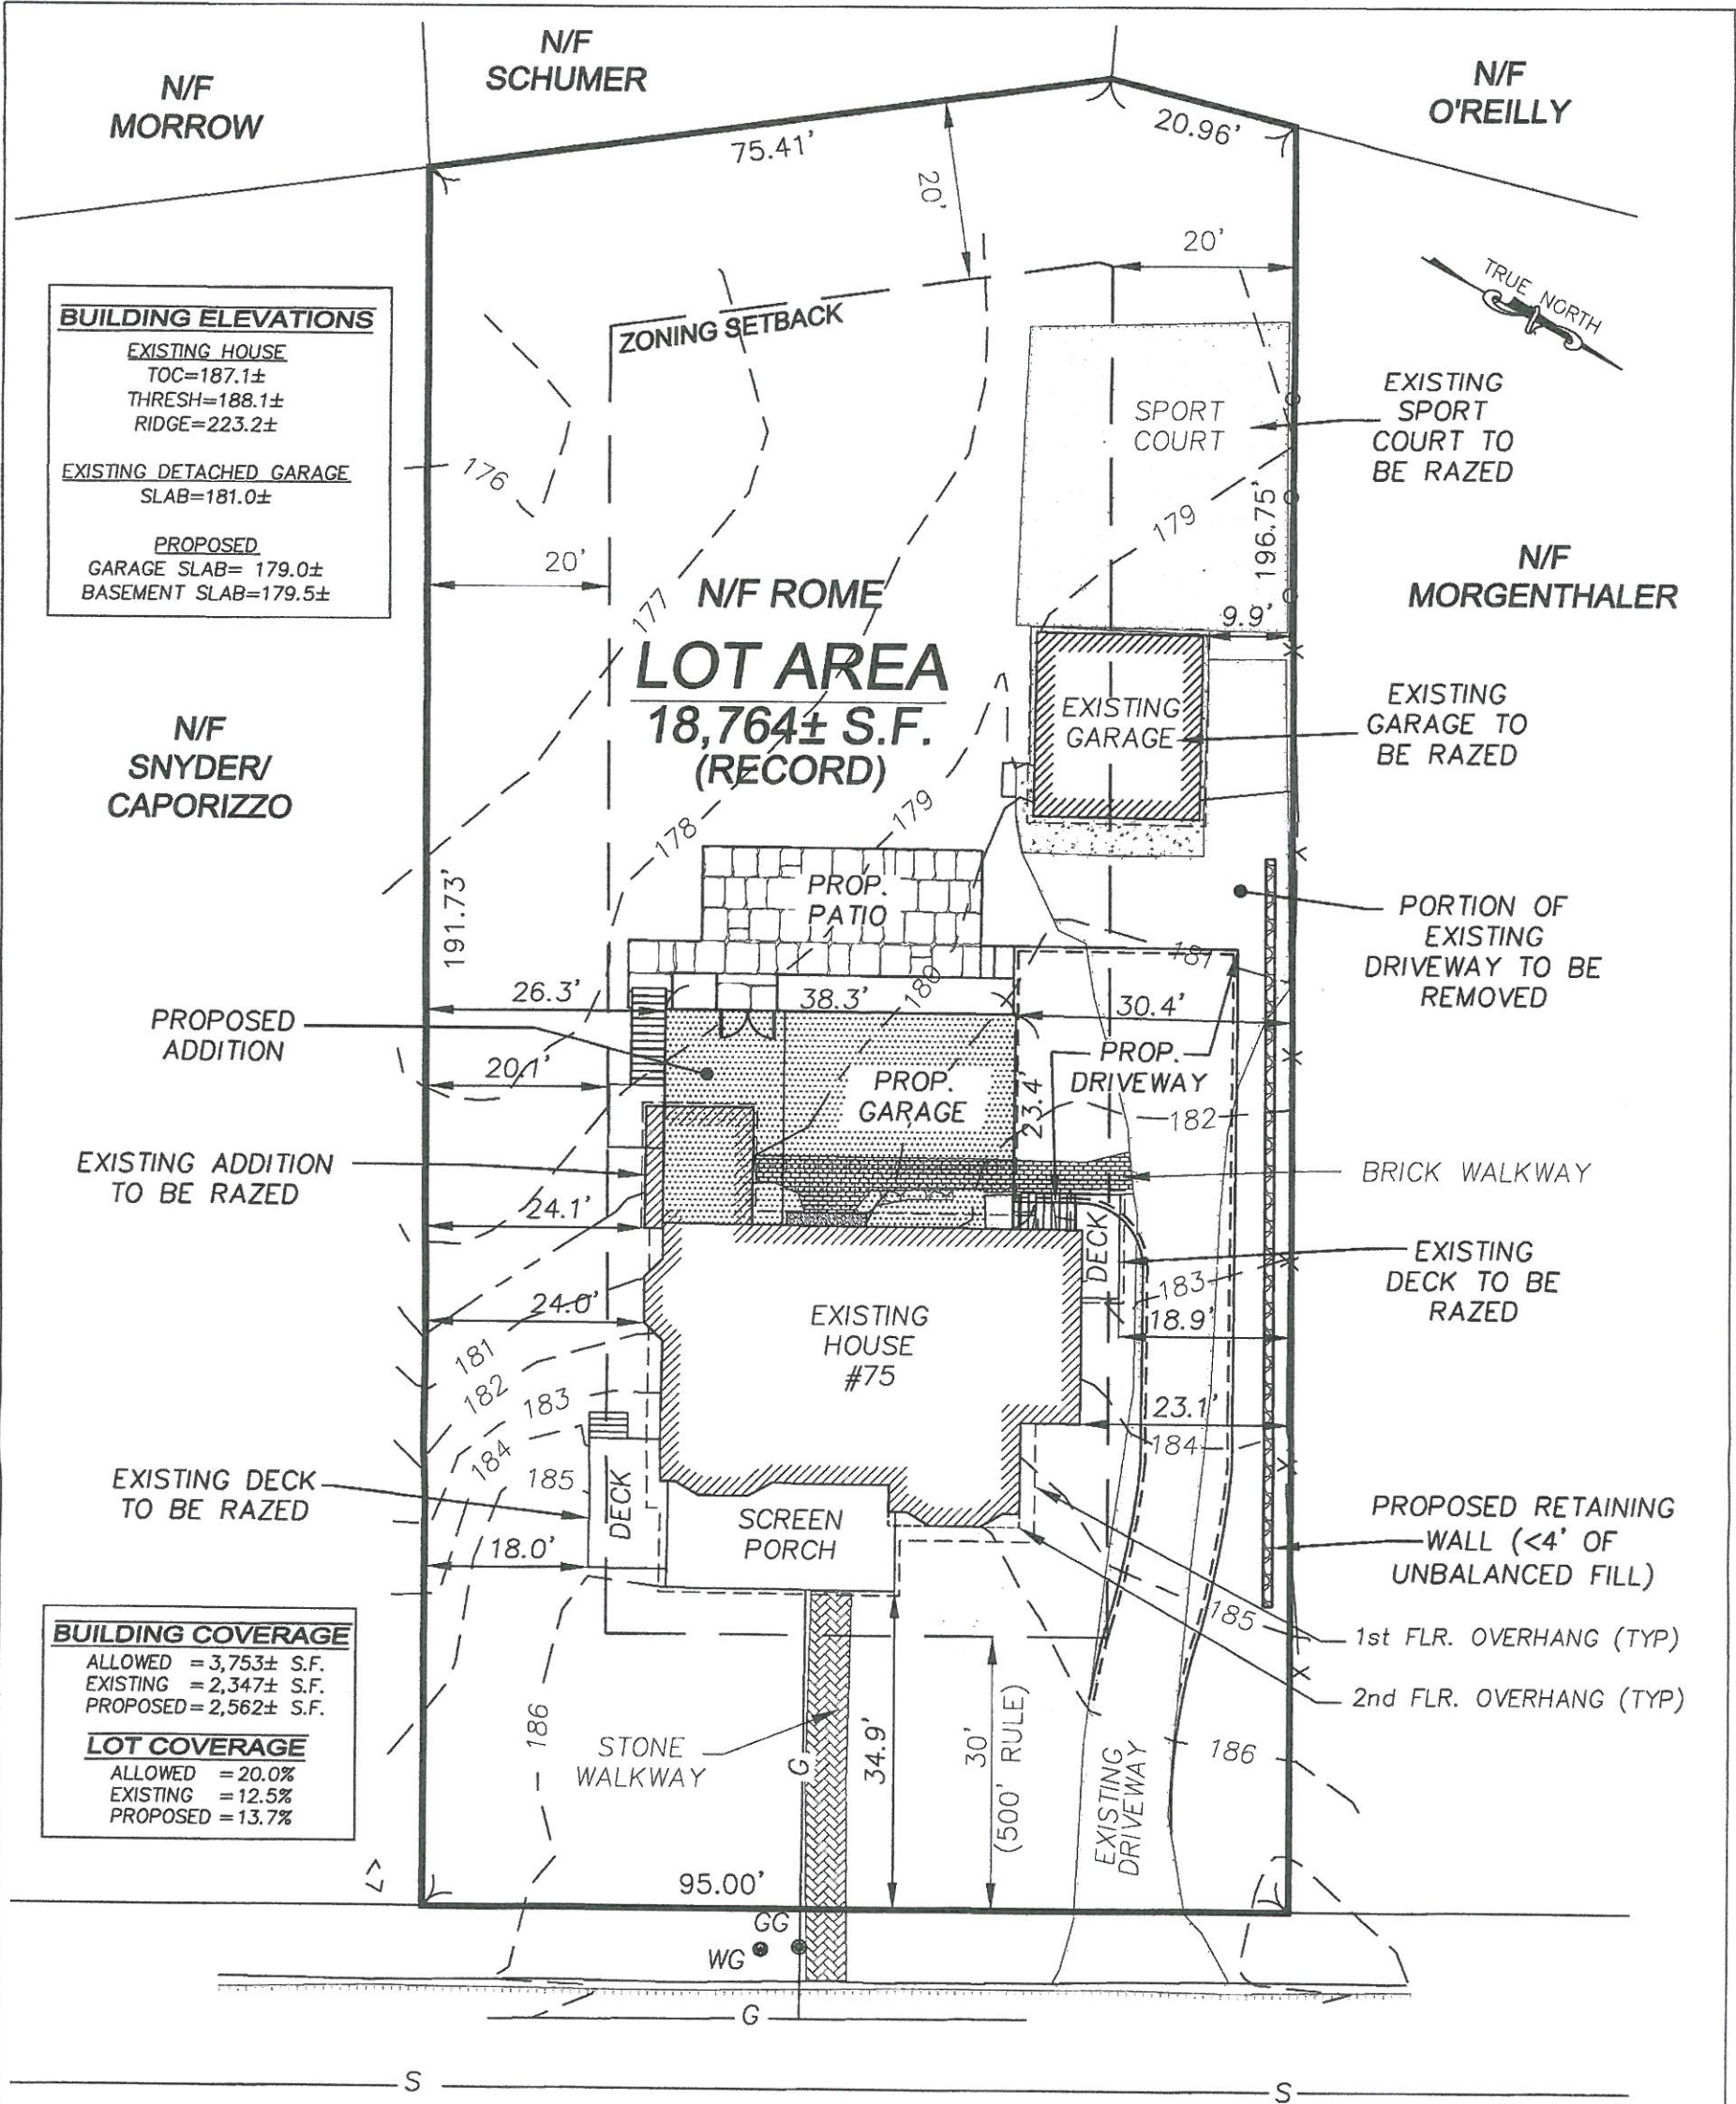 N/F
MORROW
N/F
SCHUMER
N/F
O'REILLY
75.41'
20.96'
20'
20'
TRUE NORTH
BUILDING ELEVATIONS
EXISTING HOUSE
TOC=187.1±
THRESH=188.1±
RIDGE=223.2±
EXISTING DETACHED GARAGE
SLAB=181.0±
PROPOSED
GARAGE SLAB= 179.0±
BASEMENT SLAB=179.5±
ZONING SETBACK
176
SPORT
COURT
EXISTING
SPORT
COURT TO
BE RAZED
179
196.75'
20'
177
N/F ROME
LOT AREA
18,764± S.F.
(RECORD)
9.9'
N/F
MORGENTHALER
EXISTING
GARAGE
EXISTING
GARAGE TO
BE RAZED
N/F
SNYDER/
CAPORIZZO
178
179
191.73'
PROP.
PATIO
PORTION OF
EXISTING
DRIVEWAY TO BE
REMOVED
181
180
26.3'
38.3'
30.4'
PROPOSED
ADDITION
20.1'
PROP.
GARAGE
23.4'
PROP.
DRIVEWAY
182
EXISTING ADDITION
TO BE RAZED
BRICK WALKWAY
24.1'
DECK
EXISTING
DECK TO BE
RAZED
183
24.0'
EXISTING
HOUSE
#75
18.9'
181
182
183
184
185
23.1'
184
EXISTING DECK
TO BE RAZED
DECK
SCREEN
PORCH
18.0'
PROPOSED RETAINING
WALL (<4' OF
UNBALANCED FILL)
185
1st FLR. OVERHANG (TYP)
2nd FLR. OVERHANG (TYP)
BUILDING COVERAGE
ALLOWED = 3,753± S.F.
EXISTING = 2,347± S.F.
PROPOSED = 2,562± S.F.
LOT COVERAGE
ALLOWED = 20.0%
EXISTING = 12.5%
PROPOSED = 13.7%
186
STONE
WALKWAY
G
34.9'
30'
(500' RULE)
EXISTING
DRIVEWAY
186
95.00'
GG
WG
G
S
S